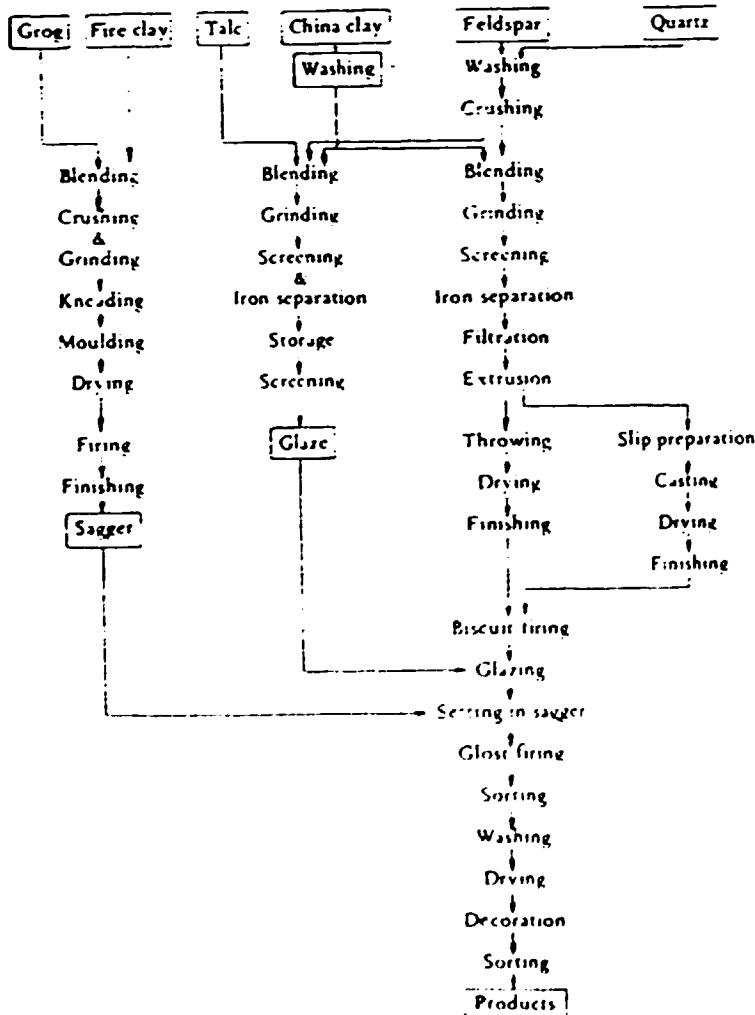 Grog Fire clay Talc China clay Feldspar Quartz
Washing Washing
Crushing
Blending Blending Blending
Crushing Grinding Grinding
&
Grinding Screening Screening
&
Kneading Iron separation Iron separation
Moulding Storage Filtration
Drying Screening Extrusion
Firing Glaze Throwing Slip preparation
Finishing Drying Casting
Sagger Finishing Drying
Finishing
Biscuit firing
Glazing
Setting in sagger
Glost firing
Sorting
Washing
Drying
Decoration
Sorting
Products